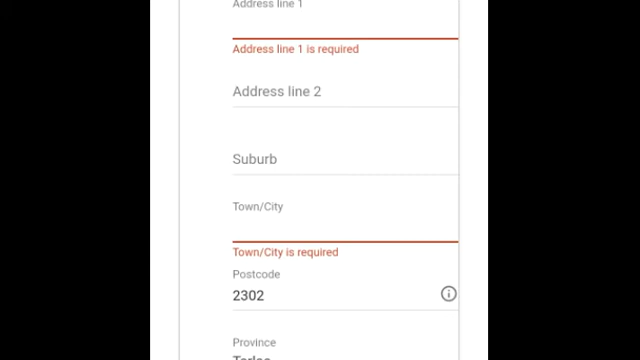 Address line 1
Address line 1 is required
Address line 2
Suburb
Town/City
Town/City is required
Postcode
2302
Province
Tarlac